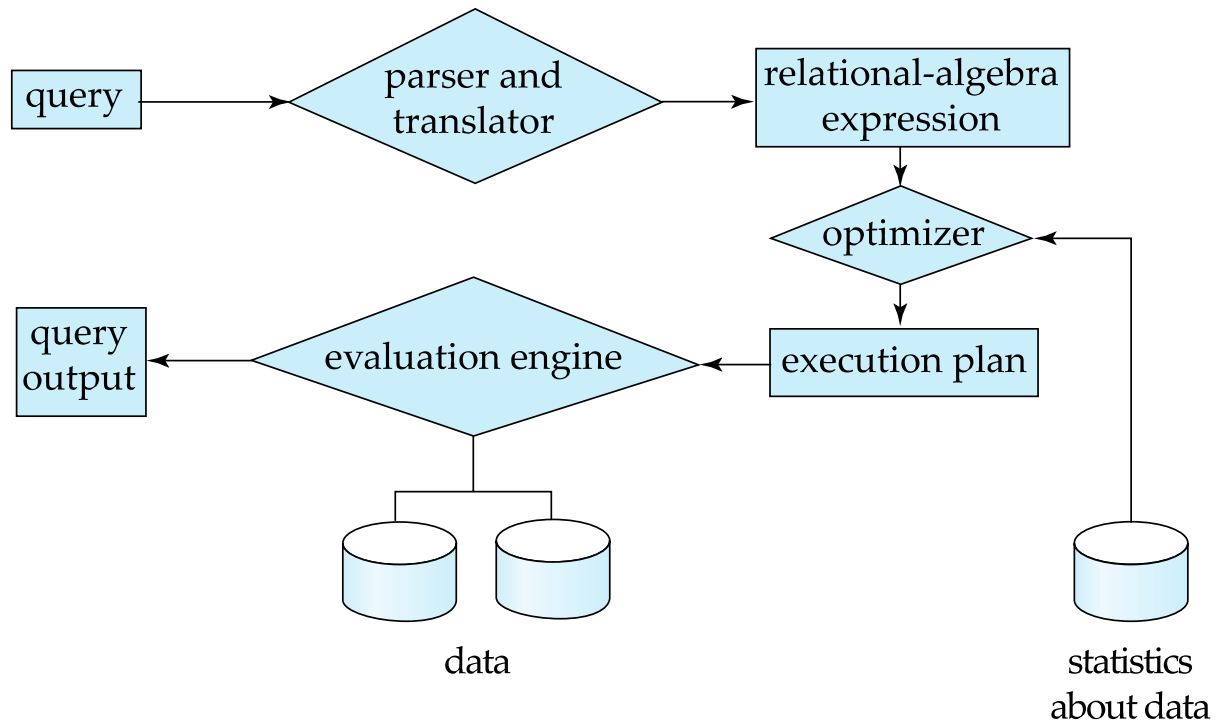 query
parser and
translator
relational-algebra
expression
optimizer
query
output
evaluation engine
execution plan
data
statistics
about data